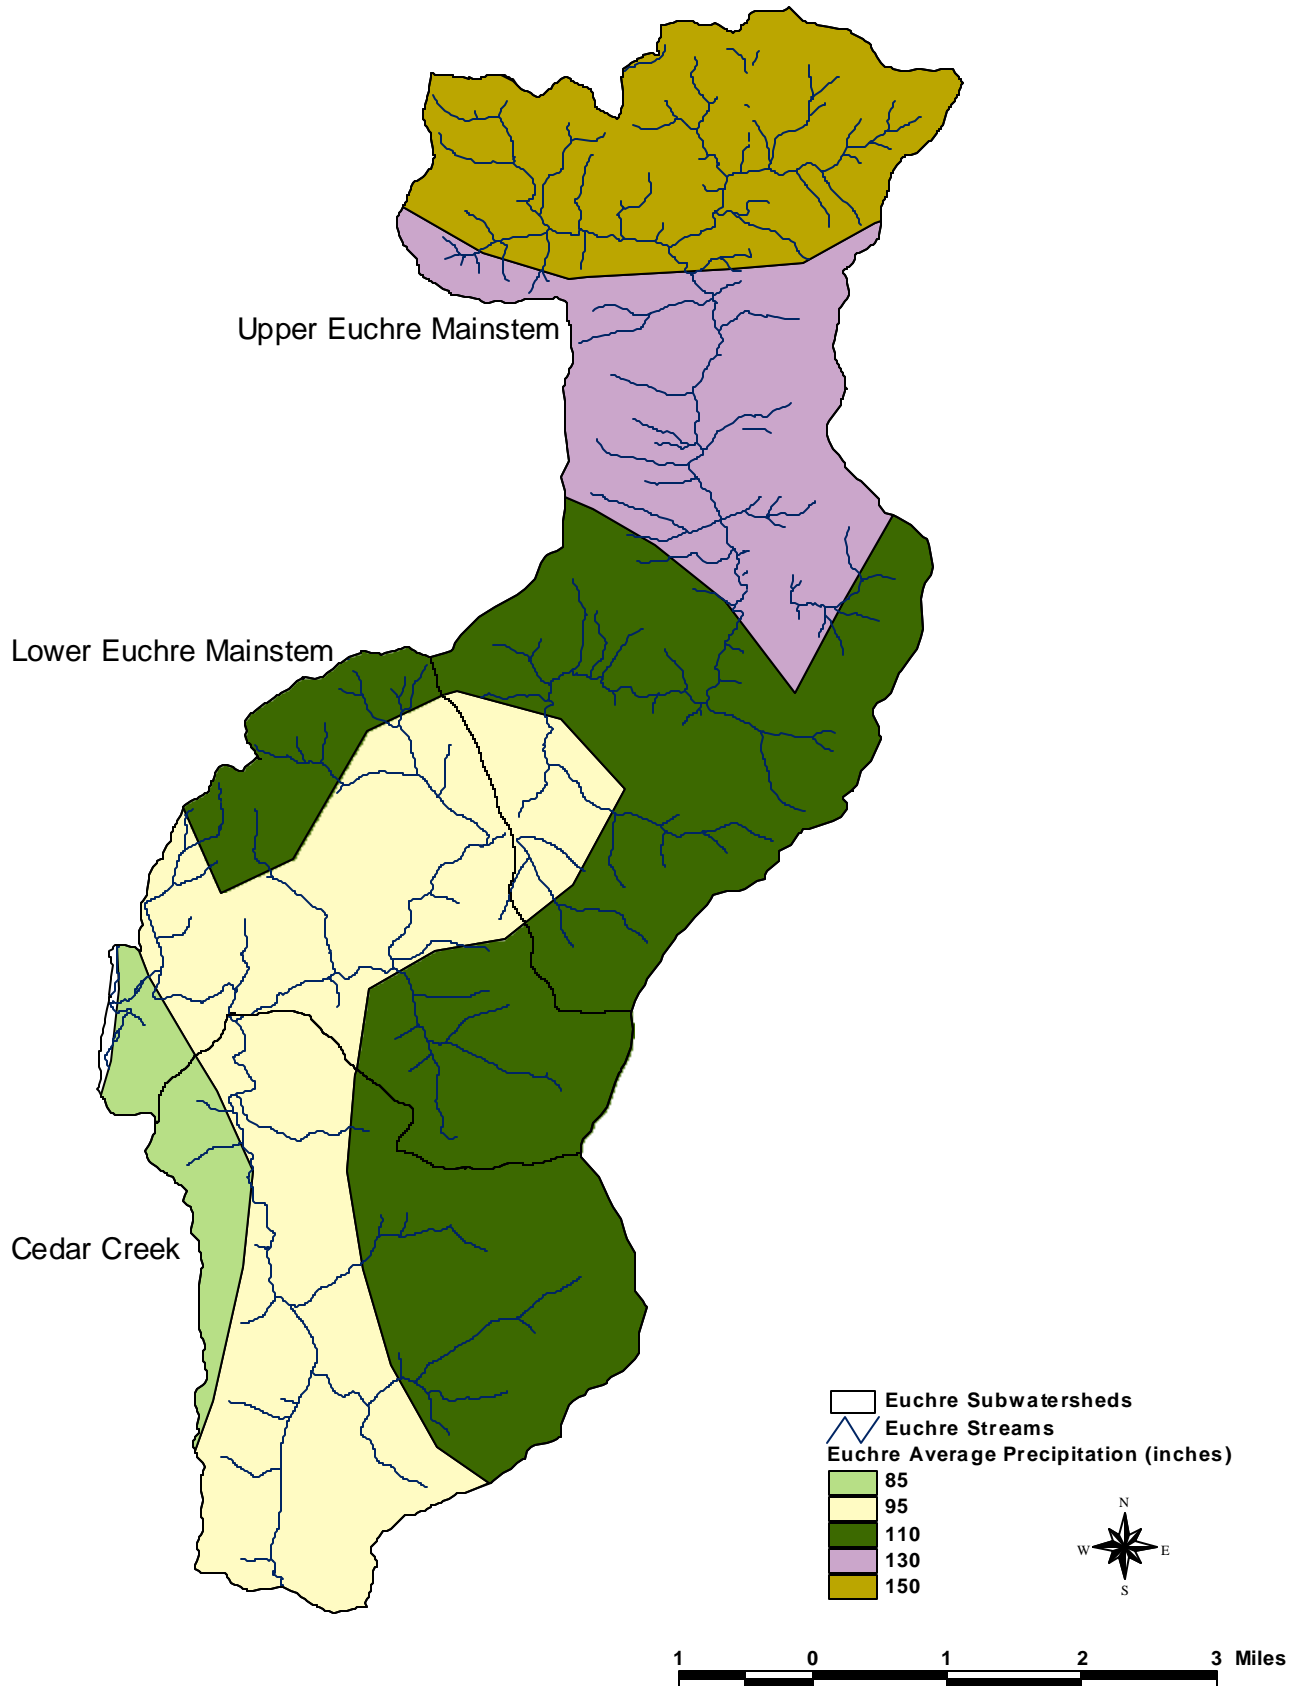 Upper Euchre Mainstem
Lower Euchre Mainstem
Cedar Creek
Euchre Subwatersheds
Euchre Streams
Euchre Average Precipitation (inches)
85
95
110
130
150
N
W E
S
1 0 1 2 3 Miles